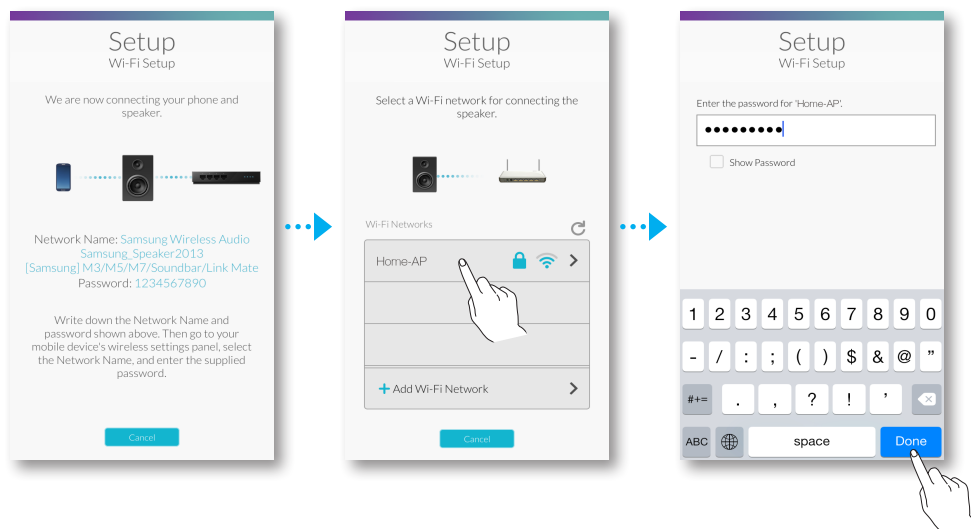 Setup
Wi-Fi Setup
We are now connecting your phone and
speaker.
Network Name: Samsung Wireless Audio
Samsung_Speaker2013
[Samsung] M3/M5/M7/Soundbar/Link Mate
Password: 1234567890
Write down the Network Name and
password shown above. Then go to your
mobile device's wireless settings panel, select
the Network Name, and enter the supplied
password.
Cancel
Setup
Wi-Fi Setup
Select a Wi-Fi network for connecting the
speaker.
Wi-Fi Networks
Home-AP
+ Add Wi-Fi Network
Cancel
Setup
Wi-Fi Setup
Enter the password for 'Home-AP'.
•••••••••
Show Password
1 2 3 4 5 6 7 8 9 0
- / : ; ( ) $ & @ ”
#+= . , ? ! ’
ABC space Done